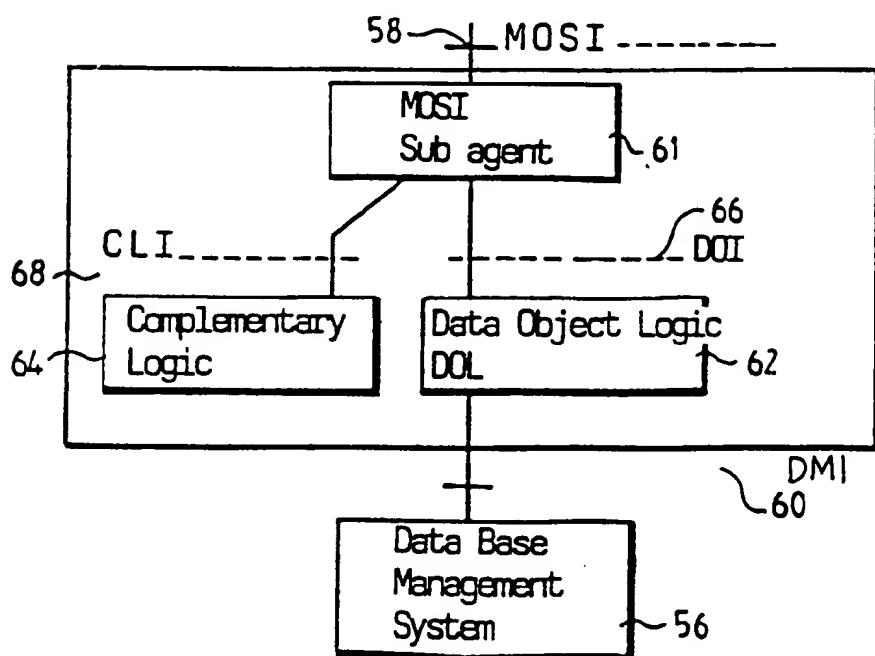 58 MOSI
MOSI
Sub agent
61
66
CLI
DOI
68
Complementary
Logic
64
Data Object Logic
DOL
62
DMI
60
Data Base
Management
System
56